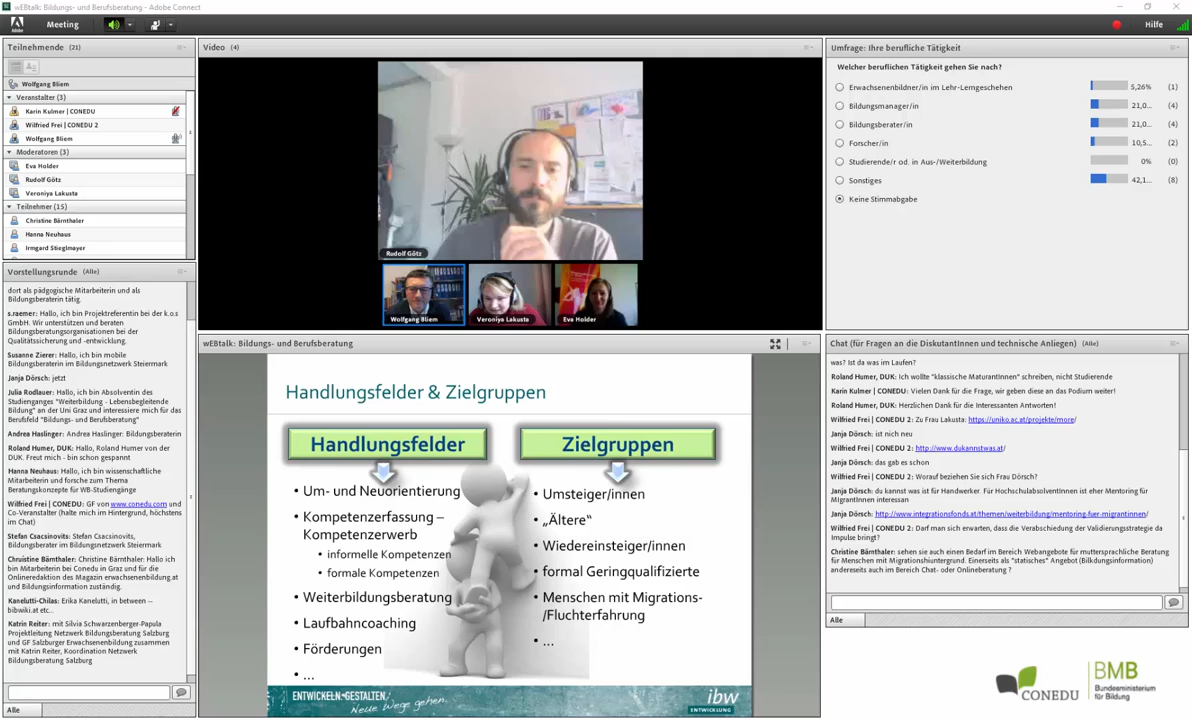 wEBtalk: Bildungs- und Berufsberatung - Adobe Connect
Meeting
Hilfe
Teilnehmende (21)
Wolfgang Bliem
Veranstalter (3)
Karin Kulmer | CONEDU
Wilfried Frei | CONEDU 2
Wolfgang Bliem
Moderatoren (3)
Eva Holder
Rudolf Götz
Veroniya Lakusta
Teilnehmer (15)
Christine Bärnthaler
Hanna Neuhaus
Irmgard Stieglmayer
Vorstellungsrunde (Alle)
dort als pädgogische Mitarbeiterin und als
Bildungsberaterin tätig.
s.raemer: Hallo, ich bin Projektreferentin bei der k.o.s
GmbH. Wir unterstützen und beraten
Bildungsberatungsorganisationen bei der
Qualitätssicherung und -entwicklung.
Susanne Zierer: Hallo, ich bin mobile
Bildungsberaterin im Bildungsnetzwerk Steiermark
Janja Dörsch: jetzt
Julia Rodlauer: Hallo, ich bin Absolventin des
Studienganges "Weiterbildung - Lebensbegleitende
Bildung" an der Uni Graz und interessiere mich für das
Berufsfeld "Bildungs- und Berufsberatung"
Andrea Haslinger: Andrea Haslinger: Bildungsberaterin
Roland Humer, DUK: Hallo, Roland Humer von der
DUK. Freut mich - bin schon gespannt
Hanna Neuhaus: Hallo, ich bin wissenschaftliche
Mitarbeiterin und forsche zum Thema
Beratungskonzepte für WB-Studiengänge
Wilfried Frei | CONEDU: GF von www.conedu.com und
Co-Veranstalter (halte mich im Hintergrund, höchstens
im Chat)
Stefan Csacsinovits: Stefan Csacsinovits,
Bildungsberater im Bildungsnetzwerk Steiermark
Chruistine Bärnthaler: Christine Bärnthaler: Hallo ich
bin Mitarbeiterin bei Conedu in Graz und für die
Onlineredaktion des Magazin erwachsenenbildung.at
und Bildungsinformation zuständig.
Kanelutti-Chilas: Erika Kanelutti, in between --
bibwiki.at etc..
Katrin Reiter: mit Silvia Schwarzenberger-Papula
Projektleitung Netzwerk Bildungsberatung Salzburg
und GF Salzburger Erwachsenenbildung zusammen
mit Katrin Reiter, Koordination Netzwerk
Bildungsberatung Salzburg
Alle
Video (4)
Rudolf Götz
Wolfgang Bliem
Veroniya Lakusta
Eva Holder
wEBtalk: Bildungs- und Berufsberatung
Handlungsfelder & Zielgruppen
Handlungsfelder
• Um- und Neuorientierung
• Kompetenzerfassung –
Kompetenzerwerb
• informelle Kompetenzen
• formale Kompetenzen
• Weiterbildungsberatung
• Laufbahncoaching
• Förderungen
• ...
Zielgruppen
• Umsteiger/innen
• „Ältere“
• Wiedereinsteiger/innen
• formal Geringqualifizierte
• Menschen mit Migrations-
/Fluchterfahrung
• ...
ENTWICKELN.GESTALTEN.
Neue Wege gehen.
ibw
ENTWICKLUNG
Umfrage: Ihre berufliche Tätigkeit
Welcher beruflichen Tätigkeit gehen Sie nach?
Erwachsenenbildner/in im Lehr-Lerngeschehen 5,26% (1)
Bildungsmanager/in 21,0... (4)
Bildungsberater/in 21,0... (4)
Forscher/in 10,5... (2)
Studierende/r od. in Aus-/Weiterbildung 0% (0)
Sonstiges 42,1... (8)
Keine Stimmabgabe
Chat (für Fragen an die DiskutantInnen und technische Anliegen) (Alle)
was? Ist da was im Laufen?
Roland Humer, DUK: Ich wollte "klassische MaturantInnen" schreiben, nicht Studierende
Karin Kulmer | CONEDU: Vielen Dank für die Frage, wir geben diese an das Podium weiter!
Roland Humer, DUK: Herzlichen Dank für die Interessanten Antworten!
Wilfried Frei | CONEDU 2: Zu Frau Lakusta: https://uniko.ac.at/projekte/more/
Janja Dörsch: ist nich neu
Wilfried Frei | CONEDU 2: http://www.dukannstwas.at/
Janja Dörsch: das gab es schon
Wilfried Frei | CONEDU 2: Worauf beziehen Sie sich Frau Dörsch?
Janja Dörsch: du kannst was ist für Handwerker. Für HochschulabsolventInnen ist eher Mentoring für
MigrantInnen interessan
Janja Dörsch: http://www.integrationsfonds.at/themen/weiterbildung/mentoring-fuer-migrantinnen/
Wilfried Frei | CONEDU 2: Darf man sich erwarten, dass die Verabschiedung der Validierungsstrategie da
Impulse bringt?
Christine Bärnthaler: sehen sie auch einen Bedarf im Bereich Webangebote für muttersprachliche Beratung
für Menschen mit Migrationshiuntergrund. Einerseits als "statisches" Angebot (Bilkdungsinformation)
andereseits auch im Bereich Chat- oder Onlineberatung ?
Alle
CONEDU
BMB
Bundesministerium
für Bildung